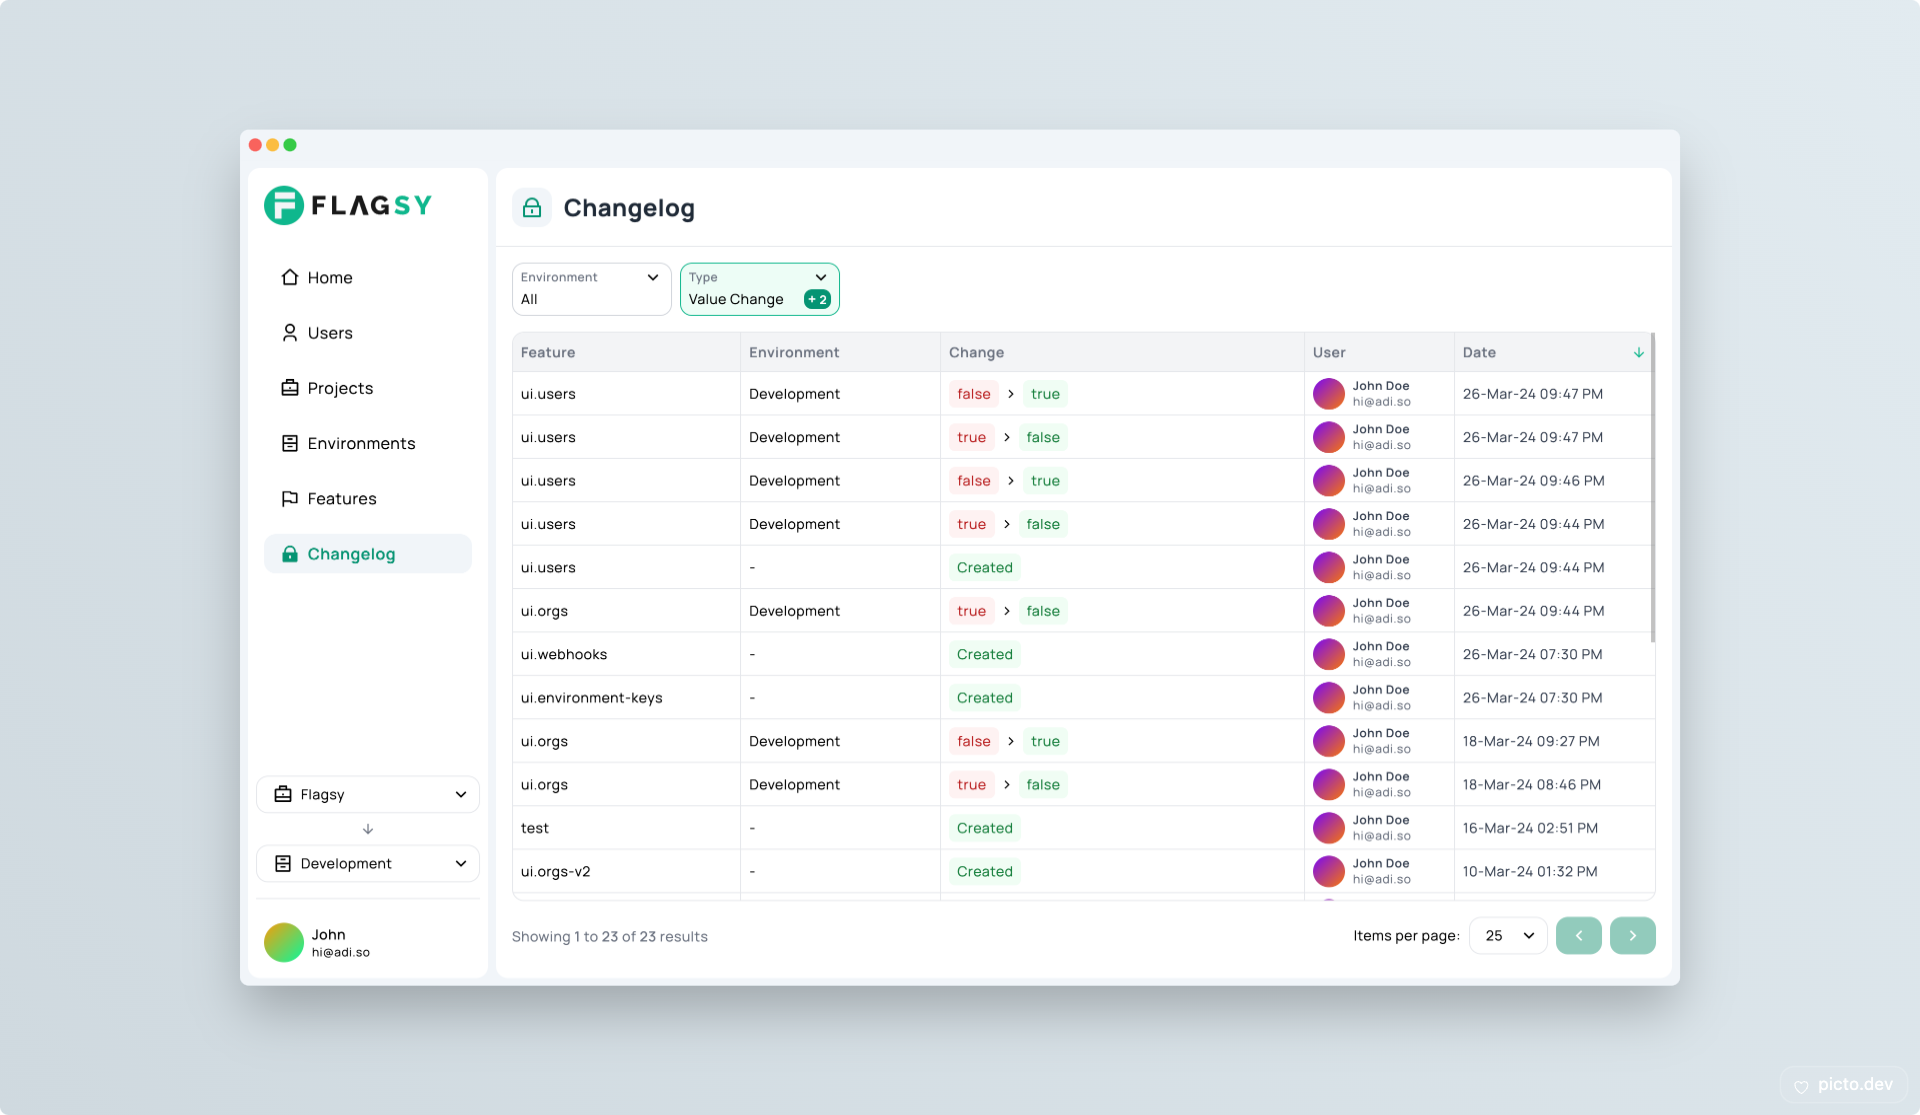 FLAGSY
Home
Users
Projects
Environments
Features
Changelog
Flagsy
Development
John
hi@adi.so
Changelog
Environment
All
Type
Value Change + 2
Feature Environment Change User Date
ui.users Development false > true John Doe hi@adi.so 26-Mar-24 09:47 PM
ui.users Development true > false John Doe hi@adi.so 26-Mar-24 09:47 PM
ui.users Development false > true John Doe hi@adi.so 26-Mar-24 09:46 PM
ui.users Development true > false John Doe hi@adi.so 26-Mar-24 09:44 PM
ui.users - Created John Doe hi@adi.so 26-Mar-24 09:44 PM
ui.orgs Development true > false John Doe hi@adi.so 26-Mar-24 09:44 PM
ui.webhooks - Created John Doe hi@adi.so 26-Mar-24 07:30 PM
ui.environment-keys - Created John Doe hi@adi.so 26-Mar-24 07:30 PM
ui.orgs Development false > true John Doe hi@adi.so 18-Mar-24 09:27 PM
ui.orgs Development true > false John Doe hi@adi.so 18-Mar-24 08:46 PM
test - Created John Doe hi@adi.so 16-Mar-24 02:51 PM
ui.orgs-v2 - Created John Doe hi@adi.so 10-Mar-24 01:32 PM
Showing 1 to 23 of 23 results
Items per page: 25
picto.dev